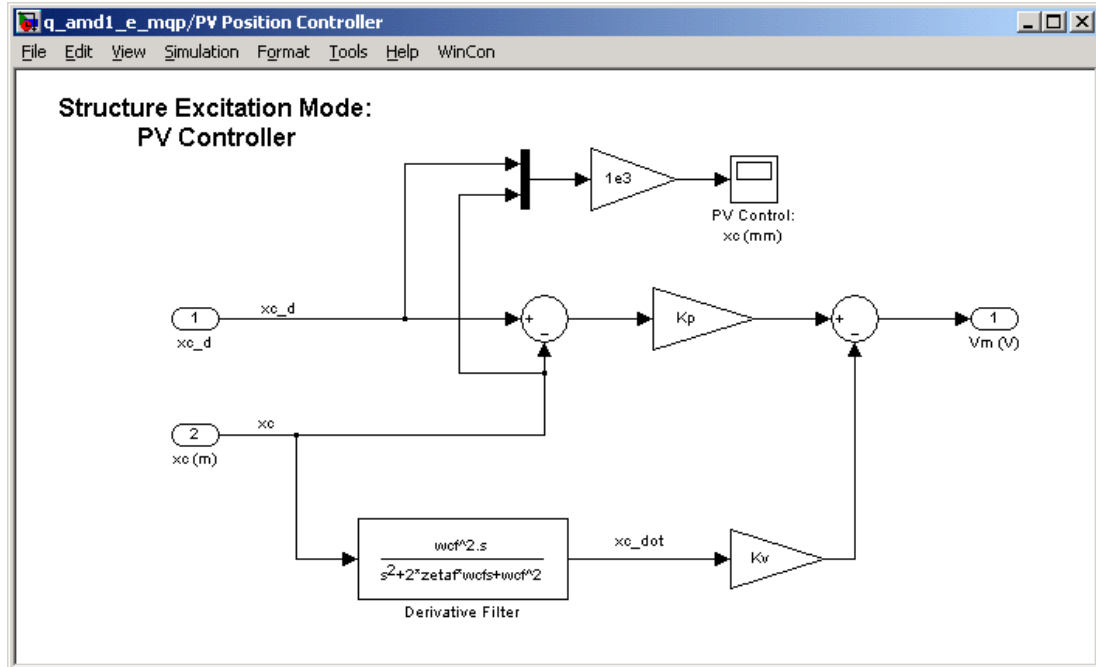 q_amd1_e_mqp/PV Position Controller
File Edit View Simulation Format Tools Help WinCon
Structure Excitation Mode:
PV Controller
1e3
PV Control:
xc (mm)
1
xc_d
xc_d
+
-
Kp
+
-
1
Vm (V)
2
xc
xc (m)
wcf^2.s
s2+2*zetaf*wcfs+wcf^2
Derivative Filter
xc_dot
Kv